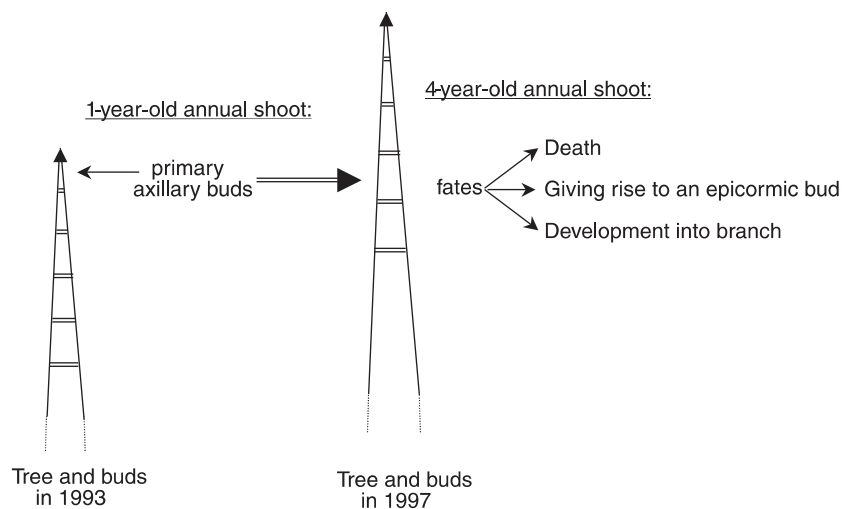 1-year-old annual shoot:
4-year-old annual shoot:
primary
axillary buds
fates
Death
Giving rise to an epicormic bud
Development into branch
Tree and buds
in 1993
Tree and buds
in 1997